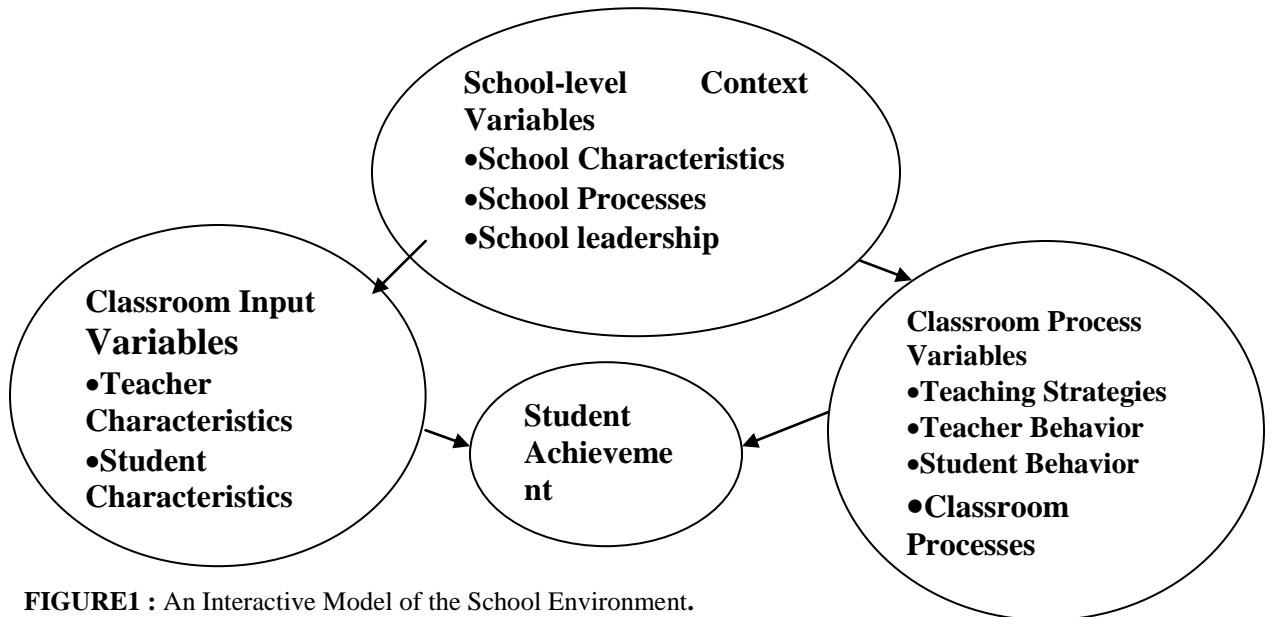 School-level Context
Variables
•School Characteristics
•School Processes
•School leadership
Classroom Input
Variables
•Teacher
Characteristics
•Student
Characteristics
Student
Achieveme
nt
Classroom Process
Variables
•Teaching Strategies
•Teacher Behavior
•Student Behavior
•Classroom
Processes
FIGURE1 : An Interactive Model of the School Environment.